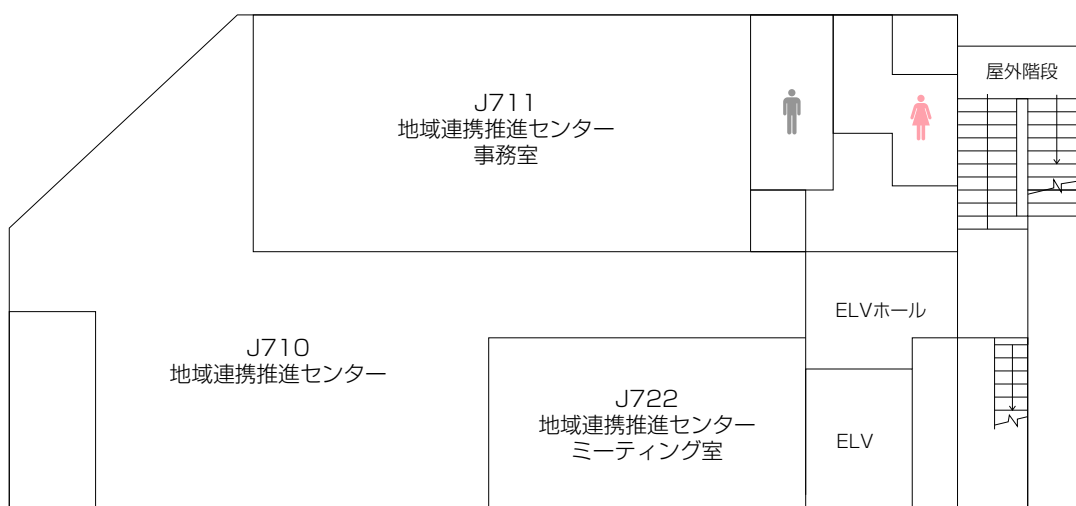 屋外階段
J711
地域連携推進センター
事務室
ELVホール
J710
地域連携推進センター
J722
地域連携推進センター
ミーティング室
ELV